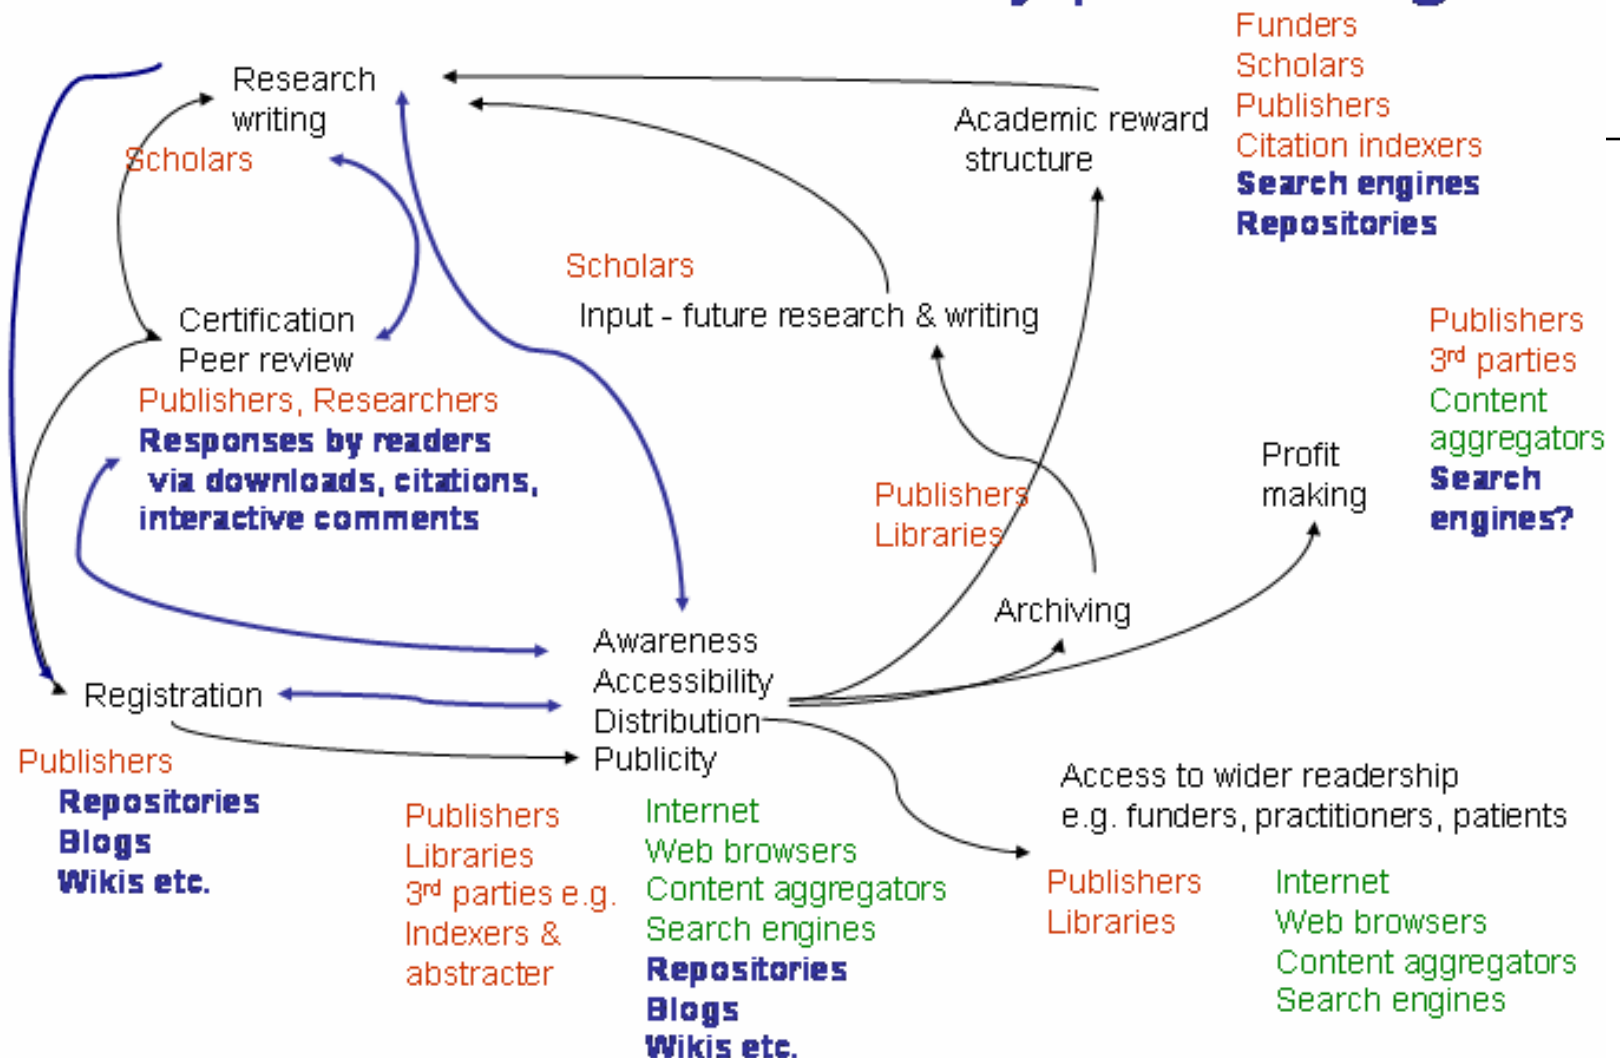 Funders
Scholars
Publishers
Citation indexers
Search engines
Repositories
Research
writing
Scholars
Academic reward
structure
Scholars
Input - future research & writing
Certification
Peer review
Publishers, Researchers
Responses by readers
via downloads, citations,
interactive comments
Publishers
3rd parties
Content
aggregators
Search
engines?
Profit
making
Publishers
Libraries
Archiving
Awareness
Accessibility
Distribution
Publicity
Registration
Publishers
Repositories
Blogs
Wikis etc.
Publishers
Libraries
3rd parties e.g.
Indexers &
abstracter
Internet
Web browsers
Content aggregators
Search engines
Repositories
Blogs
Wikis etc.
Access to wider readership
e.g. funders, practitioners, patients
Publishers
Libraries
Internet
Web browsers
Content aggregators
Search engines